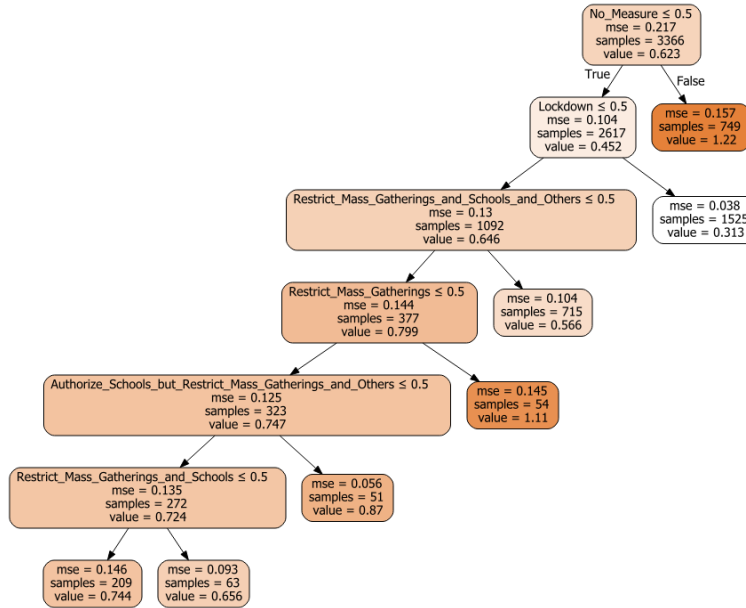 No_Measure ≤ 0.5
mse = 0.217
samples = 3366
value = 0.623
True
False
Lockdown ≤ 0.5
mse = 0.104
samples = 2617
value = 0.452
mse = 0.157
samples = 749
value = 1.22
Restrict_Mass_Gatherings_and_Schools_and_Others ≤ 0.5
mse = 0.13
samples = 1092
value = 0.646
mse = 0.038
samples = 1525
value = 0.313
Restrict_Mass_Gatherings ≤ 0.5
mse = 0.144
samples = 377
value = 0.799
mse = 0.104
samples = 715
value = 0.566
Authorize_Schools_but_Restrict_Mass_Gatherings_and_Others ≤ 0.5
mse = 0.125
samples = 323
value = 0.747
mse = 0.145
samples = 54
value = 1.11
Restrict_Mass_Gatherings_and_Schools ≤ 0.5
mse = 0.135
samples = 272
value = 0.724
mse = 0.056
samples = 51
value = 0.87
mse = 0.146
samples = 209
value = 0.744
mse = 0.093
samples = 63
value = 0.656